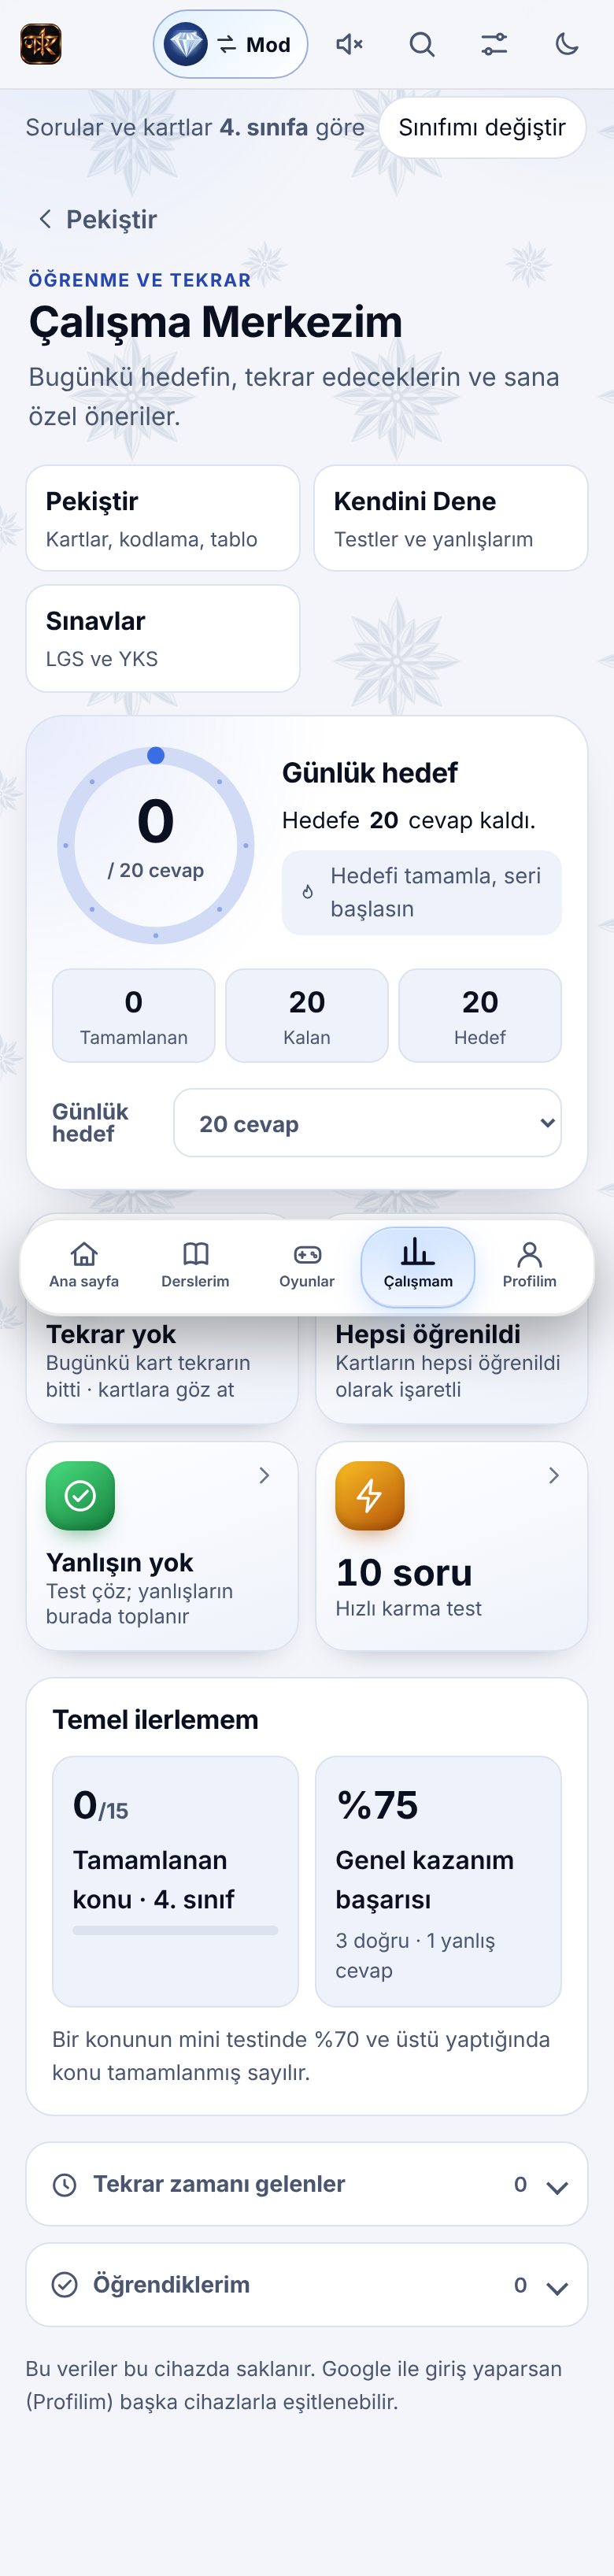 Mod
Sorular ve kartlar 4. sınıfa göre
Sınıfımı değiştir
Pekiştir
ÖĞRENME VE TEKRAR
Çalışma Merkezim
Bugünkü hedefin, tekrar edeceklerin ve sana
özel öneriler.
Pekiştir
Kartlar, kodlama, tablo
Kendini Dene
Testler ve yanlışlarım
Sınavlar
LGS ve YKS
0
/ 20 cevap
Günlük hedef
Hedefe 20 cevap kaldı.
Hedefi tamamla, seri
başlasın
0
Tamamlanan
20
Kalan
20
Hedef
Günlük
hedef
20 cevap
Ana sayfa
Derslerim
Oyunlar
Çalışmam
Profilim
Tekrar yok
Bugünkü kart tekrarın
bitti · kartlara göz at
Hepsi öğrenildi
Kartların hepsi öğrenildi
olarak işaretli
Yanlışın yok
Test çöz; yanlışların
burada toplanır
10 soru
Hızlı karma test
Temel ilerlemem
0/15
Tamamlanan
konu · 4. sınıf
%75
Genel kazanım
başarısı
3 doğru · 1 yanlış
cevap
Bir konunun mini testinde %70 ve üstü yaptığında
konu tamamlanmış sayılır.
Tekrar zamanı gelenler 0
Öğrendiklerim 0
Bu veriler bu cihazda saklanır. Google ile giriş yaparsan
(Profilim) başka cihazlarla eşitlenebilir.